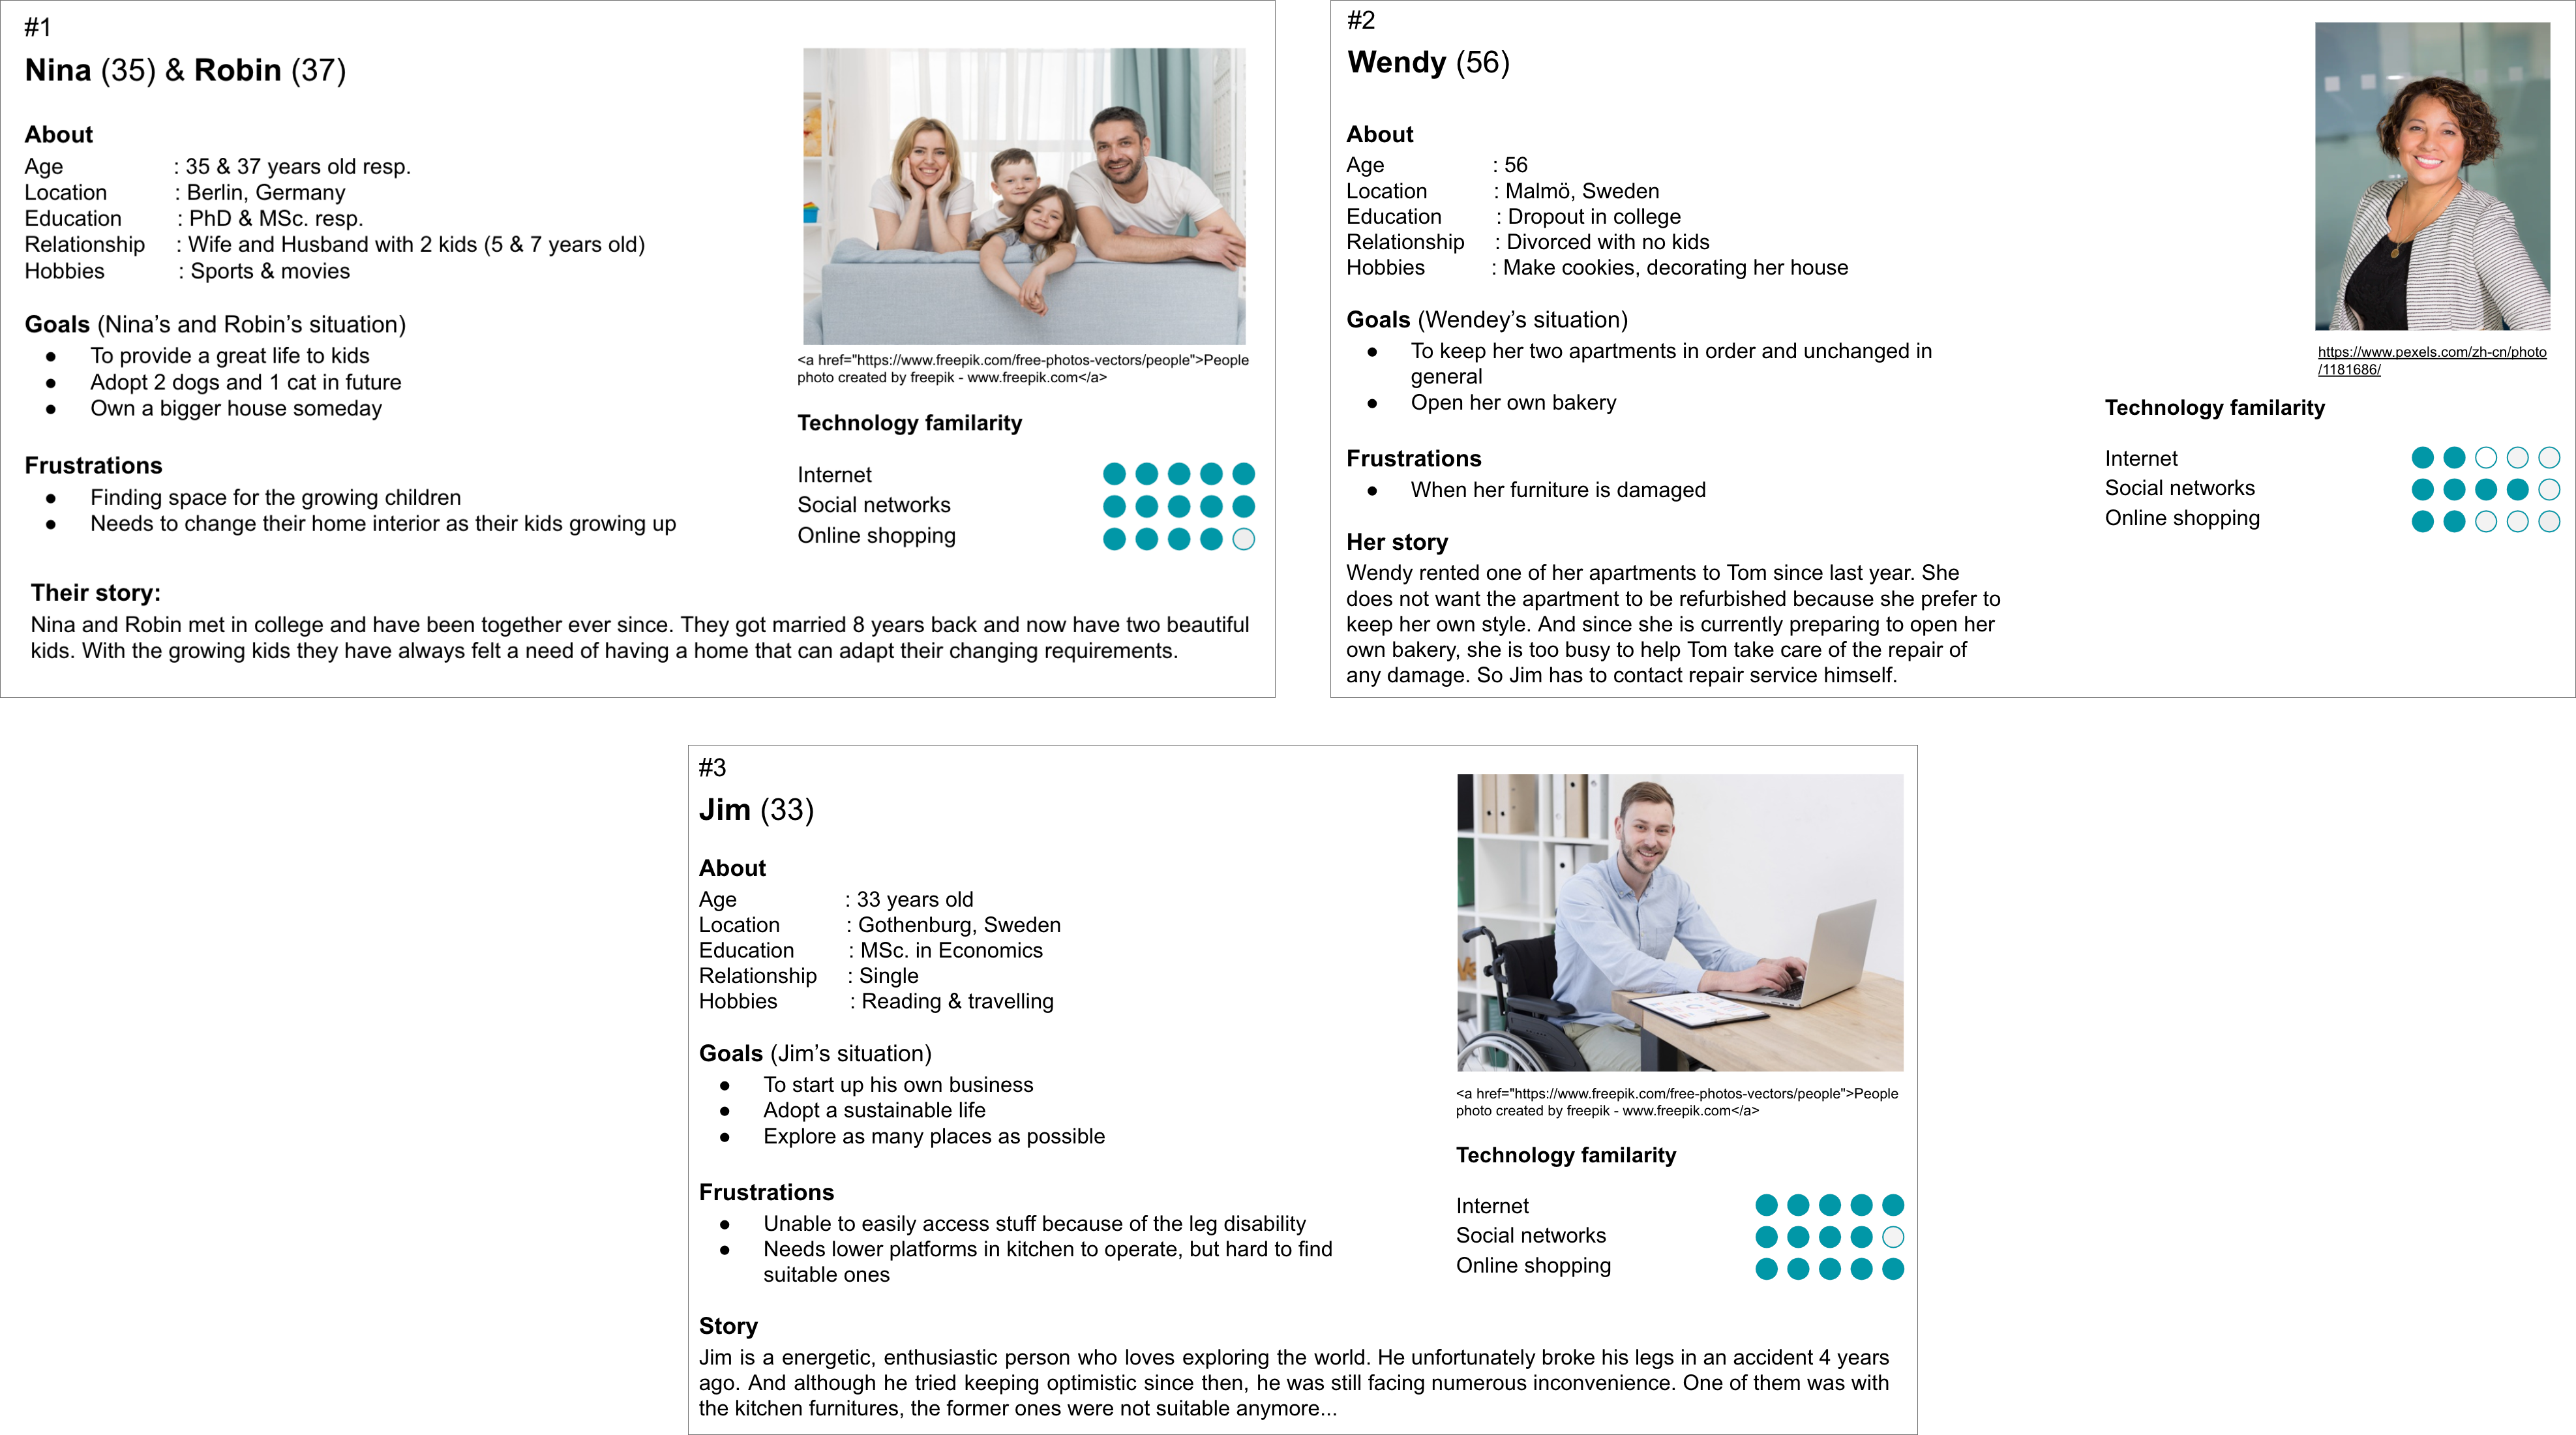 #1
Nina (35) & Robin (37)
About
Age : 35 & 37 years old resp.
Location : Berlin, Germany
Education : PhD & MSc. resp.
Relationship : Wife and Husband with 2 kids (5 & 7 years old)
Hobbies : Sports & movies
Goals (Nina’s and Robin’s situation)
● To provide a great life to kids
● Adopt 2 dogs and 1 cat in future
● Own a bigger house someday
Frustrations
● Finding space for the growing children
● Needs to change their home interior as their kids growing up
<a href="https://www.freepik.com/free-photos-vectors/people">People
photo created by freepik - www.freepik.com</a>
Technology familarity
Internet
Social networks
Online shopping
Their story:
Nina and Robin met in college and have been together ever since. They got married 8 years back and now have two beautiful
kids. With the growing kids they have always felt a need of having a home that can adapt their changing requirements.
#2
Wendy (56)
About
Age : 56
Location : Malmö, Sweden
Education : Dropout in college
Relationship : Divorced with no kids
Hobbies : Make cookies, decorating her house
Goals (Wendey’s situation)
● To keep her two apartments in order and unchanged in
general
● Open her own bakery
Frustrations
● When her furniture is damaged
Her story
Wendy rented one of her apartments to Tom since last year. She
does not want the apartment to be refurbished because she prefer to
keep her own style. And since she is currently preparing to open her
own bakery, she is too busy to help Tom take care of the repair of
any damage. So Jim has to contact repair service himself.
https://www.pexels.com/zh-cn/photo
/1181686/
Technology familarity
Internet
Social networks
Online shopping
#3
Jim (33)
About
Age : 33 years old
Location : Gothenburg, Sweden
Education : MSc. in Economics
Relationship : Single
Hobbies : Reading & travelling
Goals (Jim’s situation)
● To start up his own business
● Adopt a sustainable life
● Explore as many places as possible
Frustrations
● Unable to easily access stuff because of the leg disability
● Needs lower platforms in kitchen to operate, but hard to find
suitable ones
<a href="https://www.freepik.com/free-photos-vectors/people">People
photo created by freepik - www.freepik.com</a>
Technology familarity
Internet
Social networks
Online shopping
Story
Jim is a energetic, enthusiastic person who loves exploring the world. He unfortunately broke his legs in an accident 4 years
ago. And although he tried keeping optimistic since then, he was still facing numerous inconvenience. One of them was with
the kitchen furnitures, the former ones were not suitable anymore...